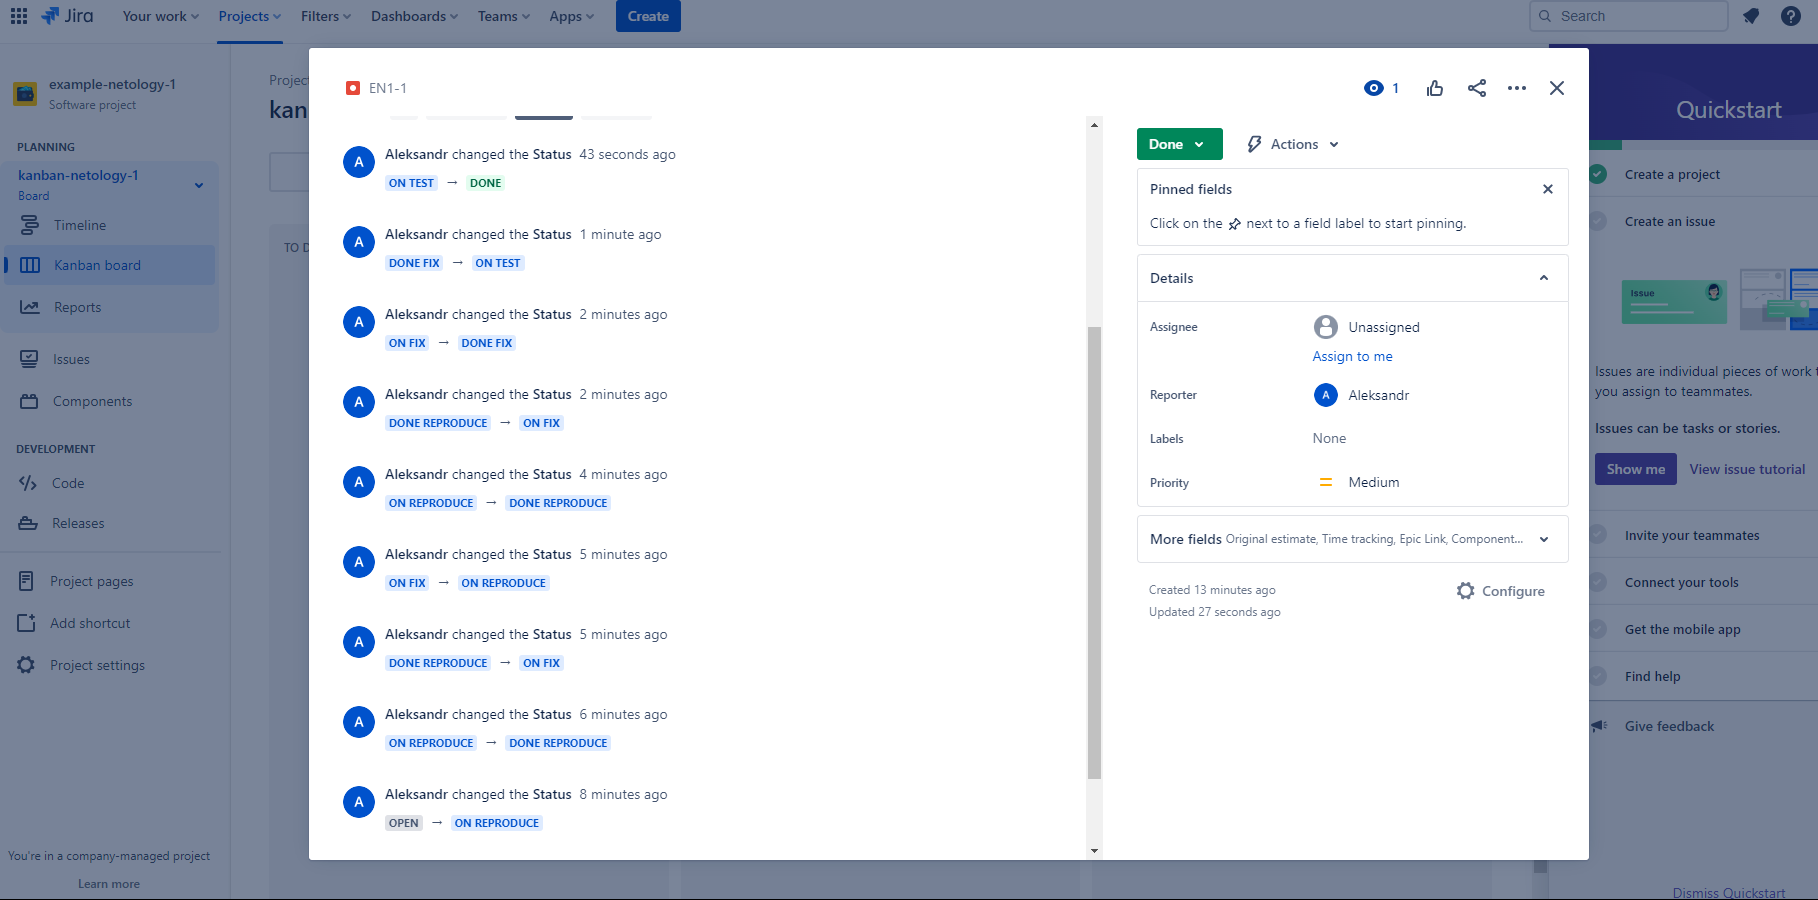 Jira
Your work
Projects
Filters
Dashboards
Teams
Apps
Create
Search
example-netology-1
Software project
PLANNING
kanban-netology-1
Board
Timeline
Kanban board
Reports
Issues
Components
DEVELOPMENT
Code
Releases
Project pages
Add shortcut
Project settings
You're in a company-managed project
Learn more
EN1-1
1
A
Aleksandr changed the Status 43 seconds ago
ON TEST → DONE
A
Aleksandr changed the Status 1 minute ago
DONE FIX → ON TEST
A
Aleksandr changed the Status 2 minutes ago
ON FIX → DONE FIX
A
Aleksandr changed the Status 2 minutes ago
DONE REPRODUCE → ON FIX
A
Aleksandr changed the Status 4 minutes ago
ON REPRODUCE → DONE REPRODUCE
A
Aleksandr changed the Status 5 minutes ago
ON FIX → ON REPRODUCE
A
Aleksandr changed the Status 5 minutes ago
DONE REPRODUCE → ON FIX
A
Aleksandr changed the Status 6 minutes ago
ON REPRODUCE → DONE REPRODUCE
A
Aleksandr changed the Status 8 minutes ago
OPEN → ON REPRODUCE
Done
Actions
Pinned fields
Click on the next to a field label to start pinning.
Details
Assignee
Unassigned
Assign to me
Reporter
A Aleksandr
Labels
None
Priority
Medium
More fields Original estimate, Time tracking, Epic Link, Component...
Created 13 minutes ago
Configure
Updated 27 seconds ago
Quickstart
Create a project
Create an issue
Issue
Issues are individual pieces of work
you assign to teammates.
Issues can be tasks or stories.
Show me
View issue tutorial
Invite your teammates
Connect your tools
Get the mobile app
Find help
Give feedback
Dismiss Quickstart